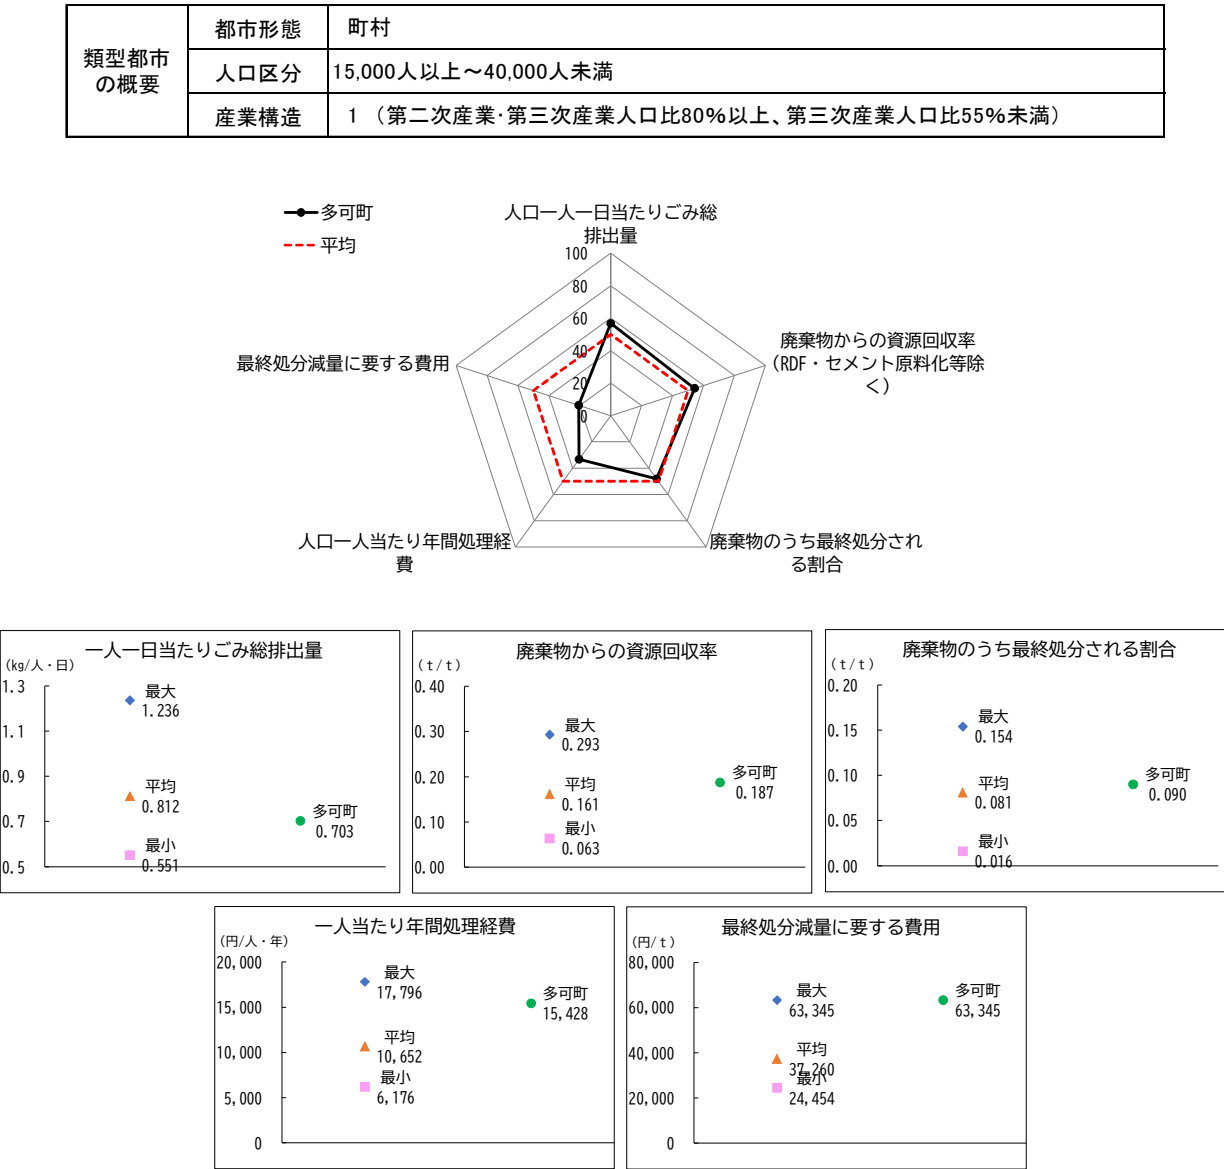 類型都市
の概要
都市形態
町村
人口区分
15,000人以上～40,000人未満
産業構造
1 （第二次産業･第三次産業人口比80%以上、第三次産業人口比55%未満）
多可町
平均
人口一人一日当たりごみ総
排出量
100
80
60
40
20
0
廃棄物からの資源回収率
(RDF・セメント原料化等除
く)
廃棄物のうち最終処分され
る割合
人口一人当たり年間処理経
費
最終処分減量に要する費用
一人一日当たりごみ総排出量
(kg/人・日)
1.3
1.1
0.9
0.7
0.5
最大
1.236
平均
0.812
最小
0.551
多可町
0.703
廃棄物からの資源回収率
(t/t)
0.40
0.30
0.20
0.10
0.00
最大
0.293
平均
0.161
最小
0.063
多可町
0.187
廃棄物のうち最終処分される割合
(t/t)
0.20
0.15
0.10
0.05
0.00
最大
0.154
平均
0.081
最小
0.016
多可町
0.090
一人当たり年間処理経費
(円/人・年)
20,000
15,000
10,000
5,000
0
最大
17,796
平均
10,652
最小
6,176
多可町
15,428
最終処分減量に要する費用
(円/t)
80,000
60,000
40,000
20,000
0
最大
63,345
平均
37,260
最小
24,454
多可町
63,345